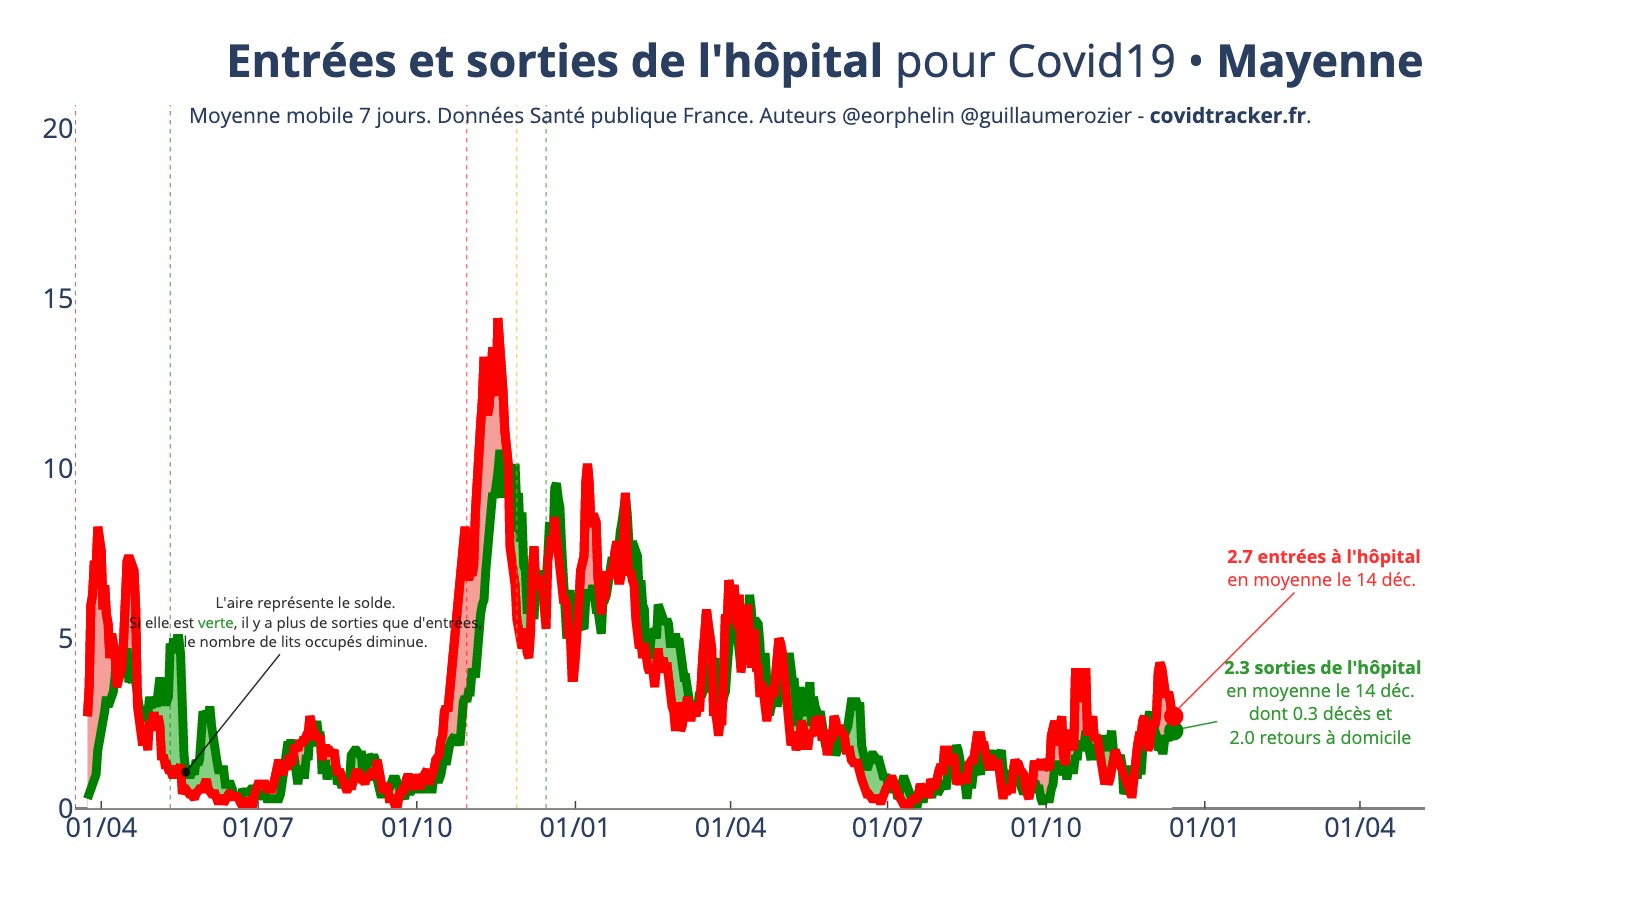 Entrées et sorties de l'hôpital pour Covid19 • Mayenne
Moyenne mobile 7 jours. Données Santé publique France. Auteurs @eorphelin @guillaumerozier - covidtracker.fr.
20
15
10
5
0
2.7 entrées à l'hôpital
en moyenne le 14 déc.
L'aire représente le solde.
Si elle est verte, il y a plus de sorties que d'entrées,
le nombre de lits occupés diminue.
2.3 sorties de l'hôpital
en moyenne le 14 déc.
dont 0.3 décès et
2.0 retours à domicile
01/04 01/07 01/10 01/01 01/04 01/07 01/10 01/01 01/04